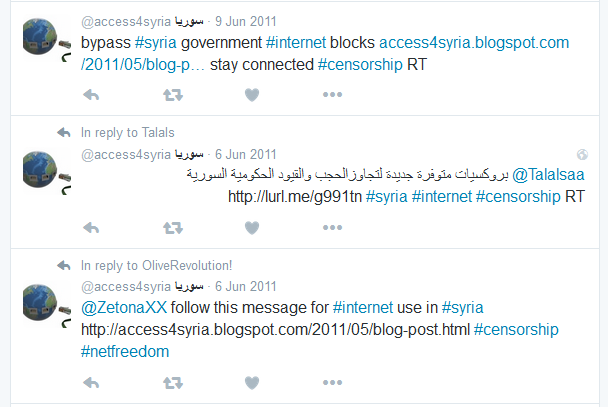 سوريا @access4syria · 9 Jun 2011
bypass #syria government #internet blocks access4syria.blogspot.com
/2011/05/blog-p… stay connected #censorship RT
In reply to Talals
سوريا @access4syria · 6 Jun 2011
@Talalsaa بروكسيات متوفرة جديدة لتجاوزالحجب والقيود الحكومية السورية
http://lurl.me/g991tn #syria #internet #censorship RT
In reply to OliveRevolution!
سوريا @access4syria · 6 Jun 2011
@ZetonaXX follow this message for #internet use in #syria
http://access4syria.blogspot.com/2011/05/blog-post.html #censorship
#netfreedom